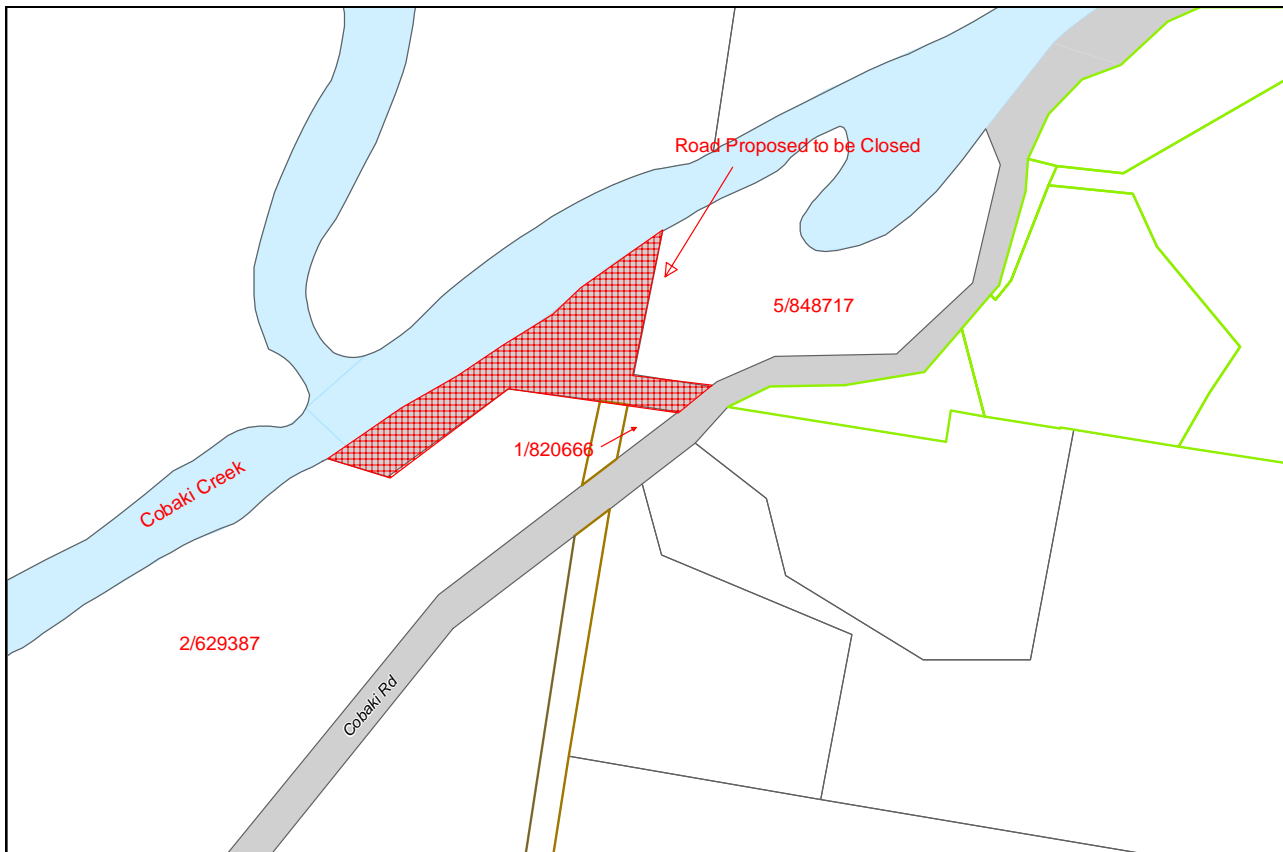 Road Proposed to be Closed
5/848717
1/820666
Cobaki Creek
2/629387
Cobaki Rd